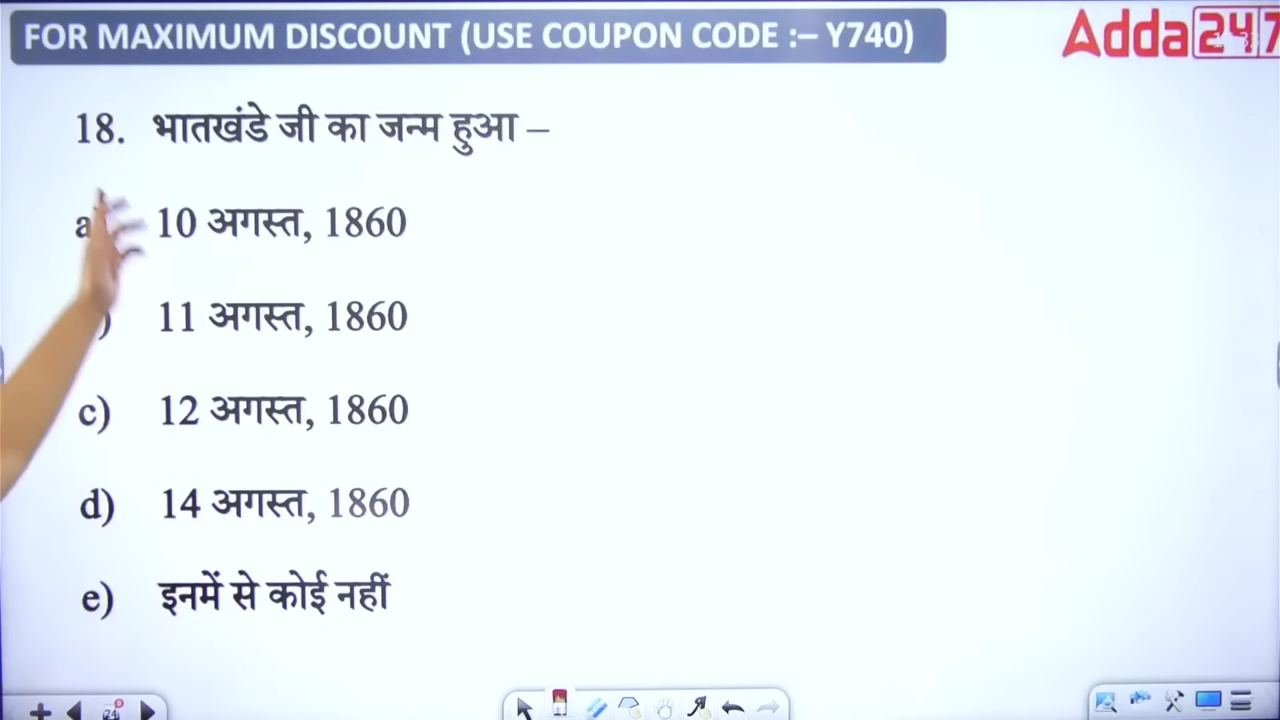 FOR MAXIMUM DISCOUNT (USE COUPON CODE :– Y740)
Adda247
18. भातखंडे जी का जन्म हुआ –
a 10 अगस्त, 1860
) 11 अगस्त, 1860
c) 12 अगस्त, 1860
d) 14 अगस्त, 1860
e) इनमें से कोई नहीं